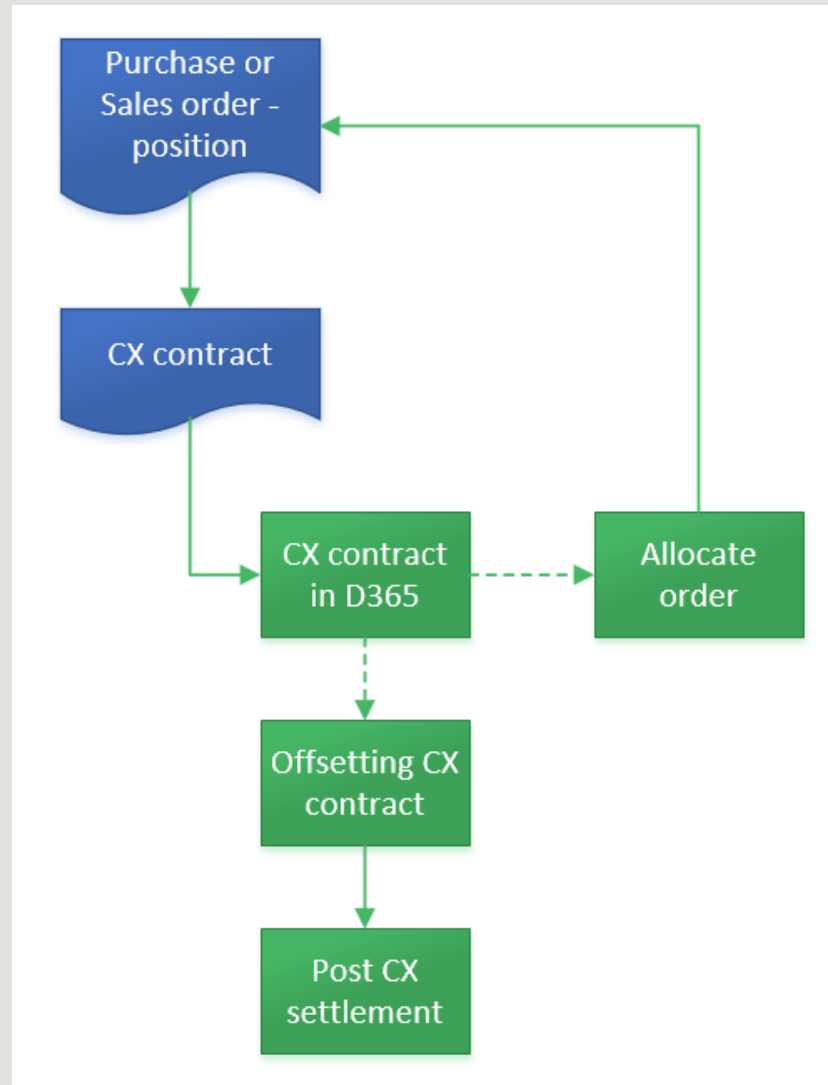 Purchase or
Sales order -
position
CX contract
CX contract
in D365
Allocate
order
Offsetting CX
contract
Post CX
settlement